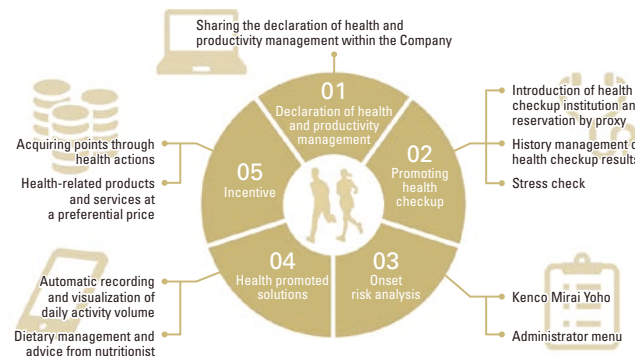 Sharing the declaration of health and
productivity management within the Company
01
Declaration of health
and productivity
management
02
Promoting
health
checkup
Introduction of health
checkup institution an
reservation by proxy
History management o
health checkup results
Stress check
03
Onset
risk analysis
Kenco Mirai Yoho
Administrator menu
04
Health promoted
solutions
Automatic recording
and visualization of
daily activity volume
Dietary management and
advice from nutritionist
05
Incentive
Acquiring points through
health actions
Health-related products
and services at
a preferential price